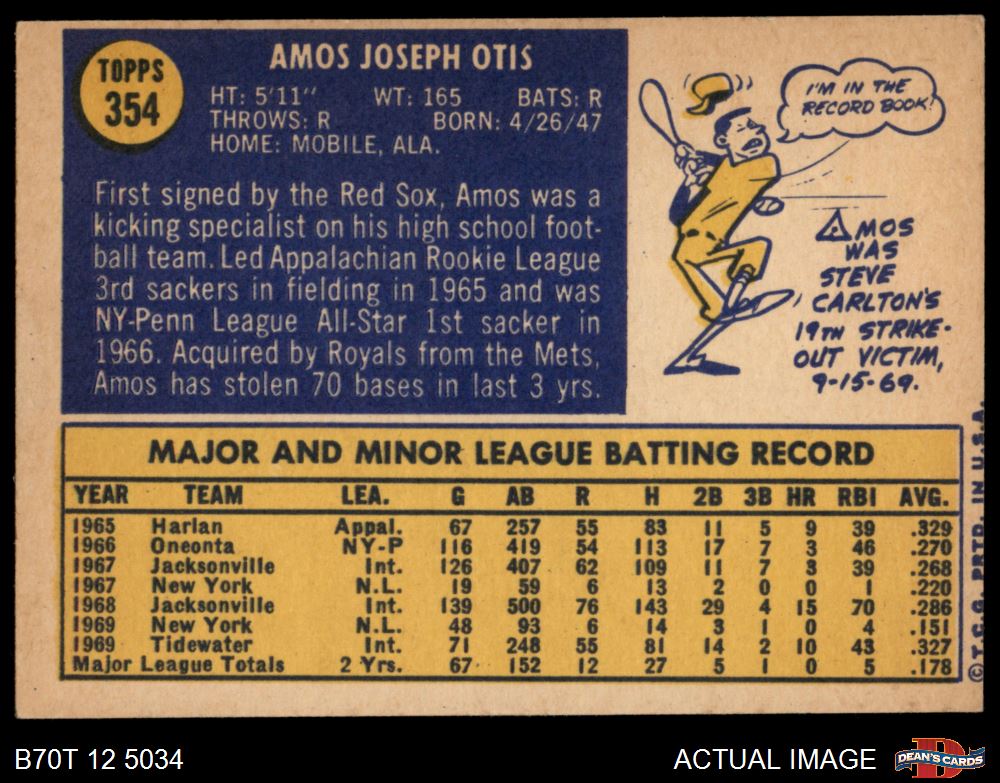 TOPPS
354
AMOS JOSEPH OTIS
HT: 5'11" WT: 165 BATS: R
THROWS: R BORN: 4/26/47
HOME: MOBILE, ALA.
First signed by the Red Sox, Amos was a
kicking specialist on his high school foot-
ball team. Led Appalachian Rookie League
3rd sackers in fielding in 1965 and was
NY-Penn League All-Star 1st sacker in
1966. Acquired by Royals from the Mets,
Amos has stolen 70 bases in last 3 yrs.
I'M IN THE
RECORD BOOK!
AMOS
WAS
STEVE
CARLTON'S
19TH STRIKE-
OUT VICTIM,
9-15-69.
MAJOR AND MINOR LEAGUE BATTING RECORD
YEAR TEAM LEA. G AB R H 2B 3B HR RBI AVG.
1965 Harlan Appal. 67 257 55 83 11 5 9 39 .329
1966 Oneonta NY-P 116 419 54 113 17 7 3 46 .270
1967 Jacksonville Int. 126 407 62 109 11 7 3 39 .268
1967 New York N.L. 19 59 6 13 2 0 0 1 .220
1968 Jacksonville Int. 139 500 76 143 29 4 15 70 .286
1969 New York N.L. 48 93 6 14 3 1 0 4 .151
1969 Tidewater Int. 71 248 55 81 14 2 10 43 .327
Major League Totals 2 Yrs. 67 152 12 27 5 1 0 5 .178
©T.C.G. PRTD. IN U.S.A.
B70T 12 5034
ACTUAL IMAGE
D
DEAN'S CARDS